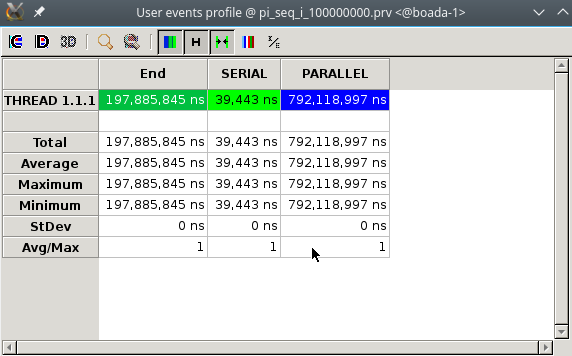 User events profile @ pi_seq_i_100000000.prv <@boada-1>
3D H Σ/E
End SERIAL PARALLEL
THREAD 1.1.1 197,885,845 ns 39,443 ns 792,118,997 ns
Total 197,885,845 ns 39,443 ns 792,118,997 ns
Average 197,885,845 ns 39,443 ns 792,118,997 ns
Maximum 197,885,845 ns 39,443 ns 792,118,997 ns
Minimum 197,885,845 ns 39,443 ns 792,118,997 ns
StDev 0 ns 0 ns 0 ns
Avg/Max 1 1 1